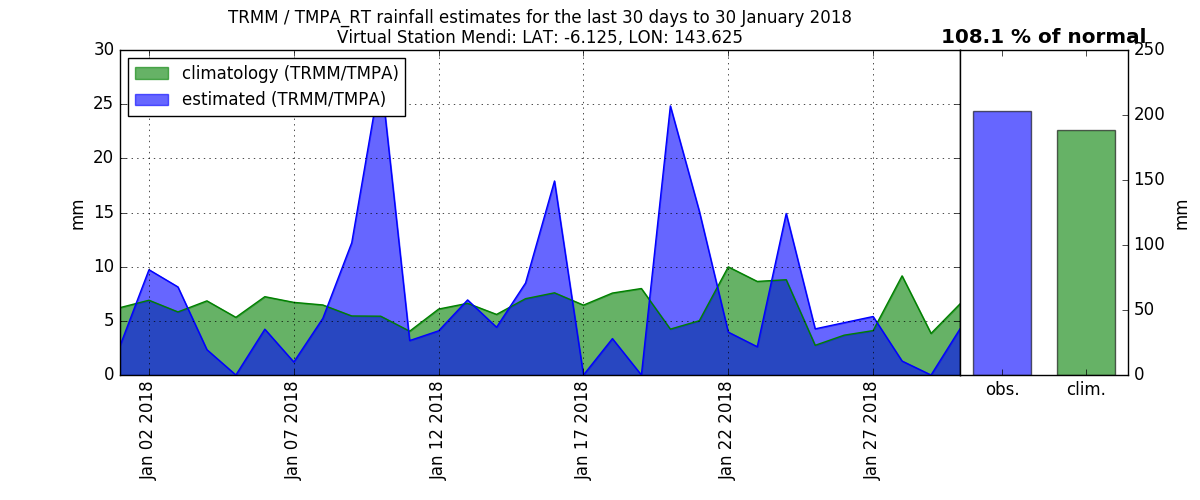 TRMM / TMPA_RT rainfall estimates for the last 30 days to 30 January 2018
Virtual Station Mendi: LAT: -6.125, LON: 143.625
108.1 % of normal
climatology (TRMM/TMPA)
estimated (TRMM/TMPA)
30
25
20
15
10
5
0
mm
Jan 02 2018
Jan 07 2018
Jan 12 2018
Jan 17 2018
Jan 22 2018
Jan 27 2018
obs.
clim.
250
200
150
100
50
0
mm